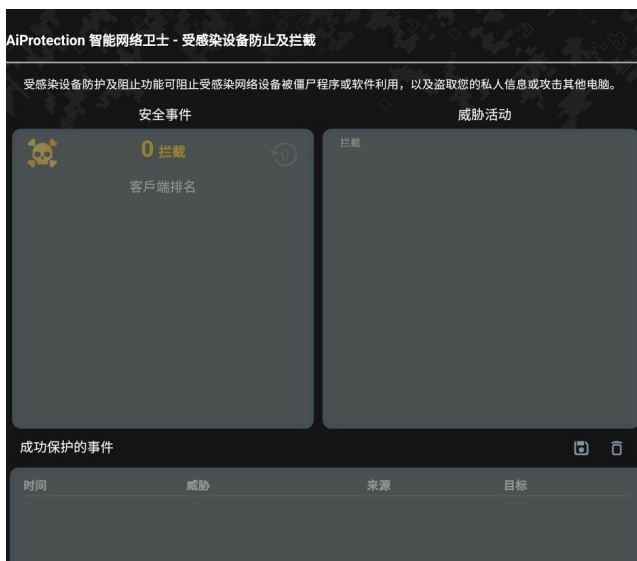 AiProtection 智能网络卫士 - 受感染设备防止及拦截
受感染设备防护及阻止功能可阻止受感染网络设备被僵尸程序或软件利用，以及盗取您的私人信息或攻击其他电脑。
安全事件
威胁活动
0 拦截
0
客戶端排名
拦截
成功保护的事件
时间 威胁 来源 目标